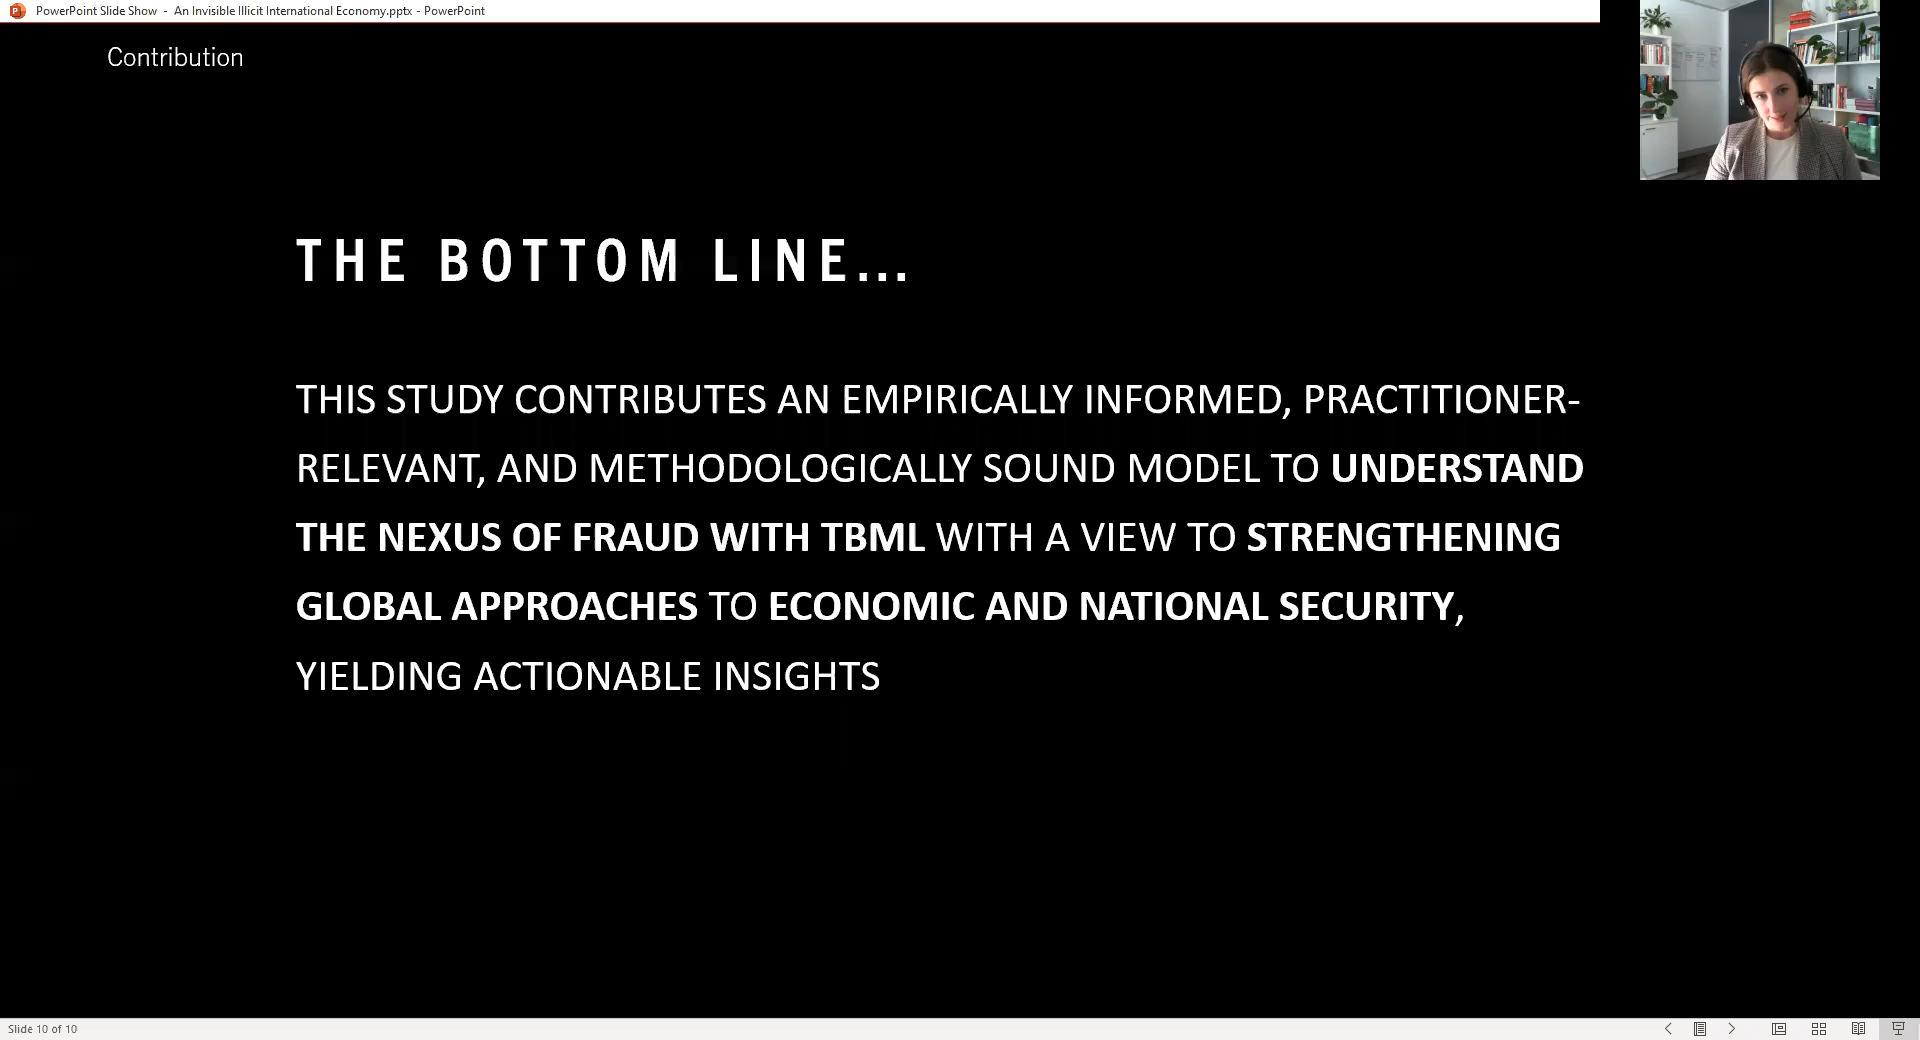 PowerPoint Slide Show - An Invisible Illicit International Economy.pptx - PowerPoint
Contribution
THE BOTTOM LINE...
THIS STUDY CONTRIBUTES AN EMPIRICALLY INFORMED, PRACTITIONER-
RELEVANT, AND METHODOLOGICALLY SOUND MODEL TO UNDERSTAND
THE NEXUS OF FRAUD WITH TBML WITH A VIEW TO STRENGTHENING
GLOBAL APPROACHES TO ECONOMIC AND NATIONAL SECURITY,
YIELDING ACTIONABLE INSIGHTS
Slide 10 of 10